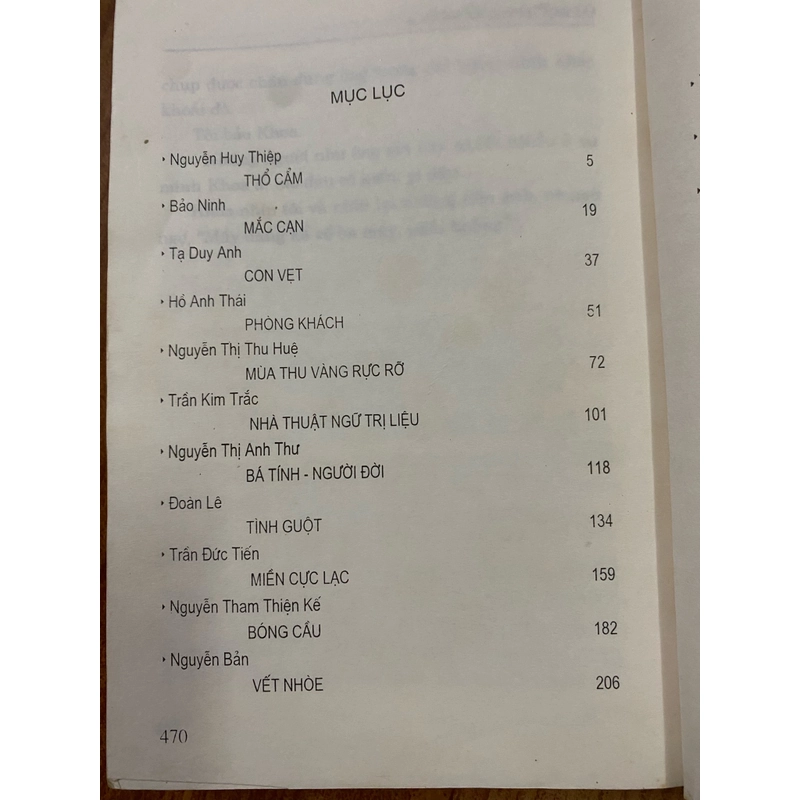 MỤC LỤC
‣ Nguyễn Huy Thiệp 5
THỔ CẨM
‣ Bảo Ninh 19
MẮC CẠN
‣ Tạ Duy Anh 37
CON VẸT
‣ Hồ Anh Thái 51
PHÒNG KHÁCH
‣ Nguyễn Thị Thu Huệ 72
MÙA THU VÀNG RỰC RỠ
‣ Trần Kim Trắc 101
NHÀ THUẬT NGỮ TRỊ LIỆU
‣ Nguyễn Thị Anh Thư 118
BÁ TÍNH - NGƯỜI ĐỜI
‣ Đoàn Lê 134
TÌNH GUỘT
‣ Trần Đức Tiến 159
MIỀN CỰC LẠC
‣ Nguyễn Tham Thiện Kế 182
BÓNG CẦU
‣ Nguyễn Bản 206
VẾT NHÒE
470